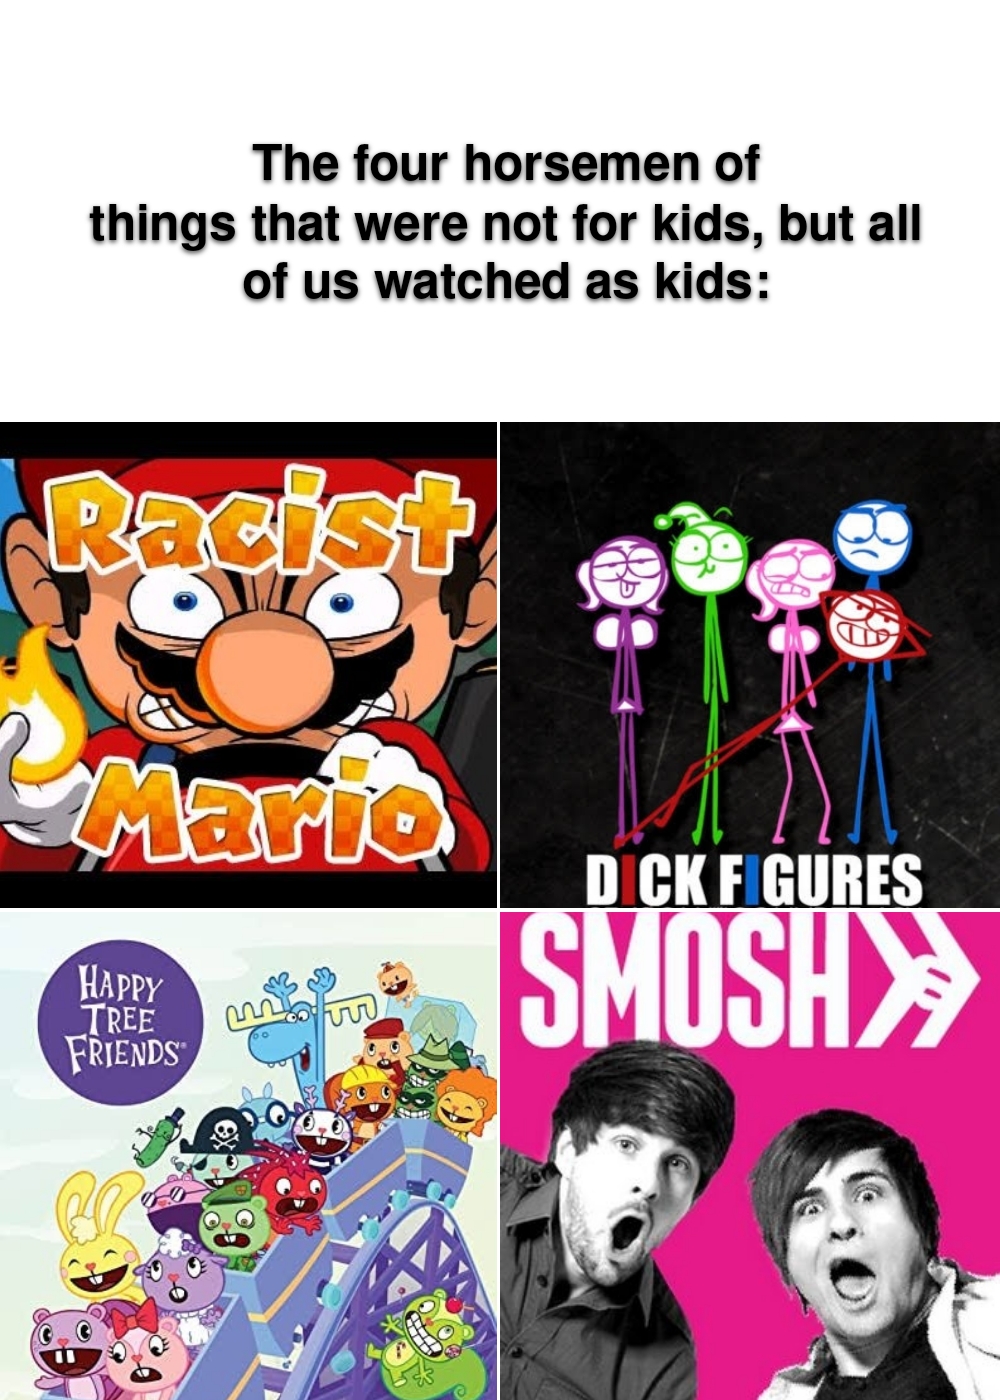 The four horsemen of
things that were not for kids, but all
of us watched as kids:
Racist
Mario
DICK FIGURES
HAPPY
TREE
FRIENDS®
SMOSH